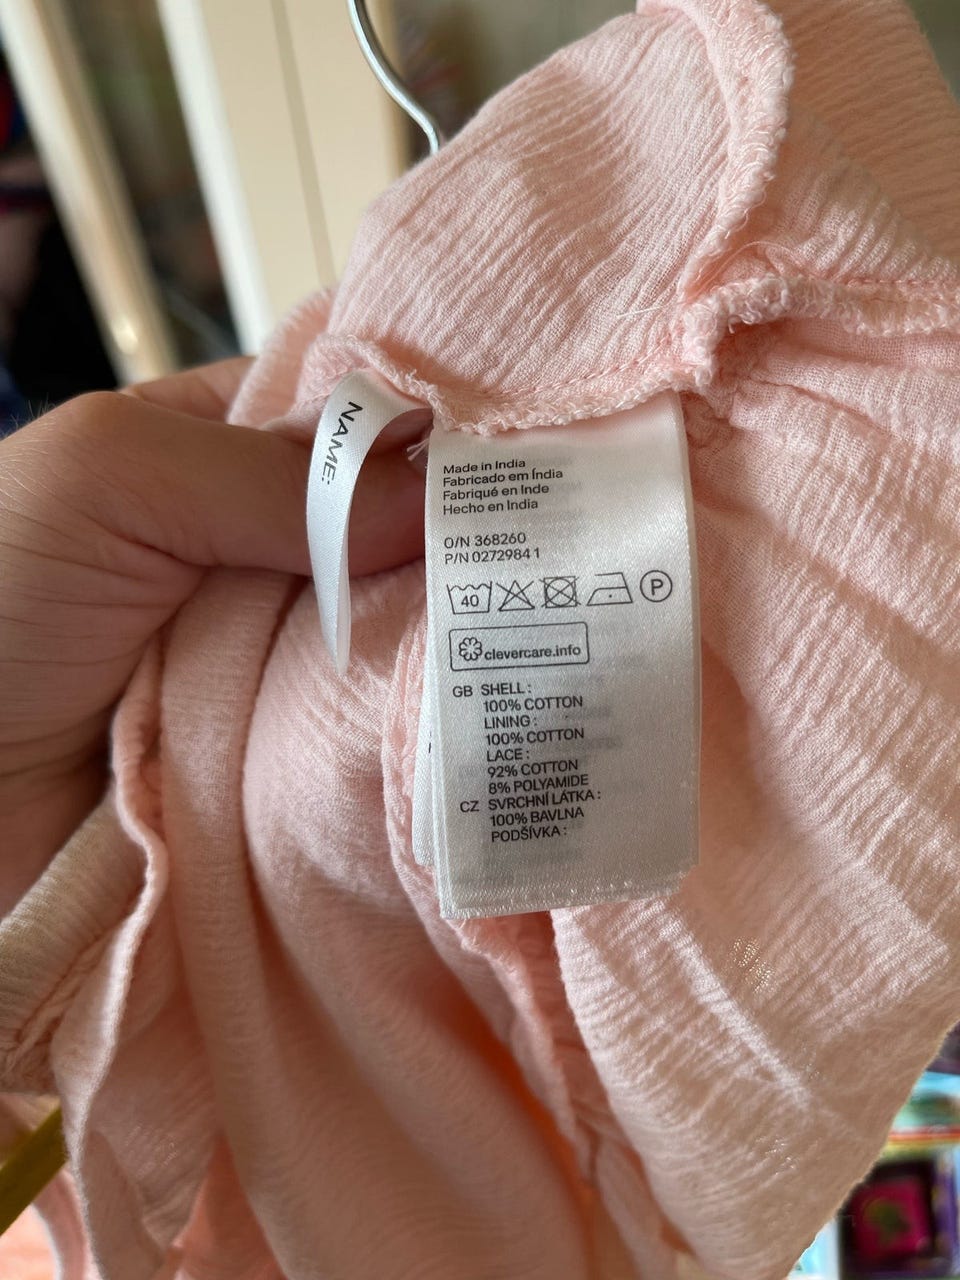 NAME:
Made in India
Fabricado em Índia
Fabriqué en Inde
Hecho en India
O/N 368260
P/N 02729841
40
P
clevercare.info
GB SHELL :
100% COTTON
LINING :
100% COTTON
LACE :
92% COTTON
8% POLYAMIDE
CZ SVRCHNÍ LÁTKA :
100% BAVLNA
PODŠÍVKA :